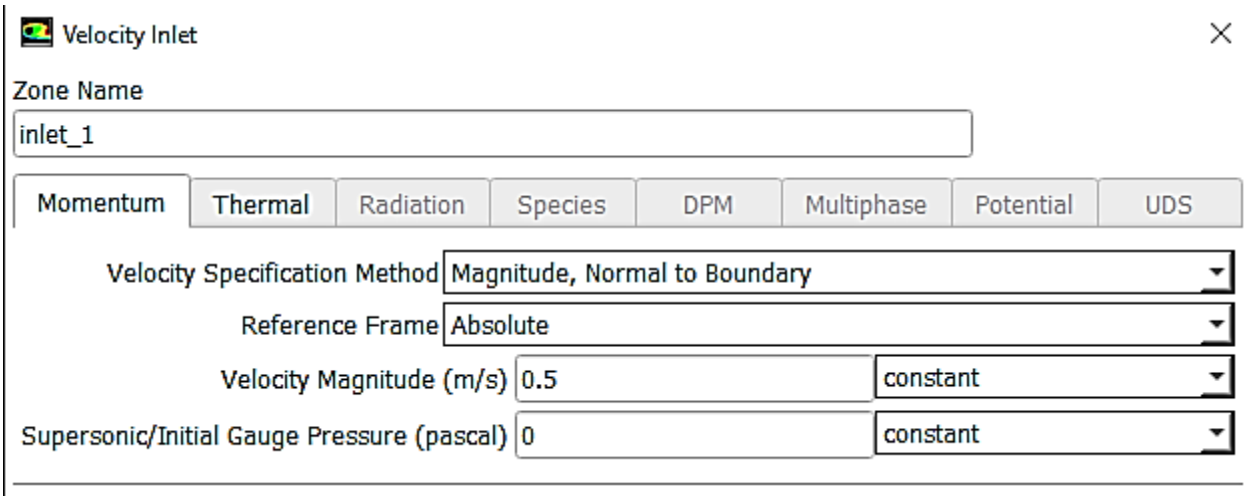 Velocity Inlet
Zone Name
inlet_1
Momentum Thermal Radiation Species DPM Multiphase Potential UDS
Velocity Specification Method Magnitude, Normal to Boundary
Reference Frame Absolute
Velocity Magnitude (m/s) 0.5 constant
Supersonic/Initial Gauge Pressure (pascal) 0 constant